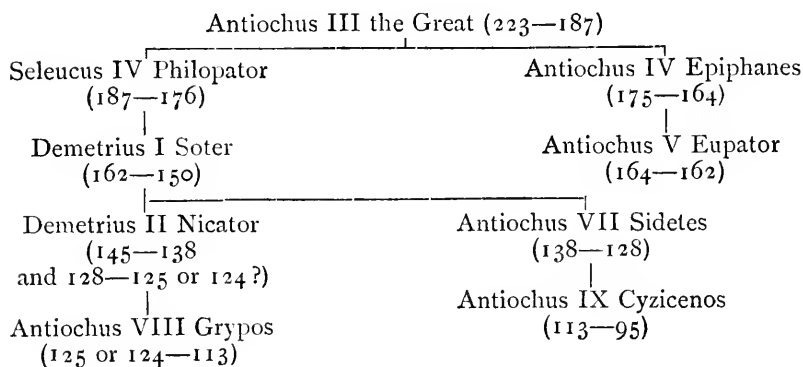 Antiochus III the Great (223—187)
Seleucus IV Philopator
(187—176)
Antiochus IV Epiphanes
(175—164)
Demetrius I Soter
(162—150)
Antiochus V Eupator
(164—162)
Demetrius II Nicator
(145—138
and 128—125 or 124?)
Antiochus VII Sidetes
(138—128)
Antiochus VIII Grypos
(125 or 124—113)
Antiochus IX Cyzicenos
(113—95)